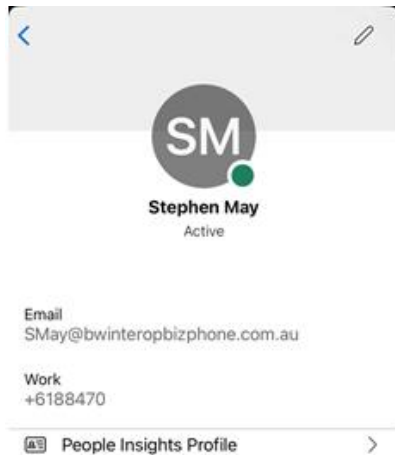 SM
Stephen May
Active
Email
SMay@bwinteropbizphone.com.au
Work
+6188470
People Insights Profile